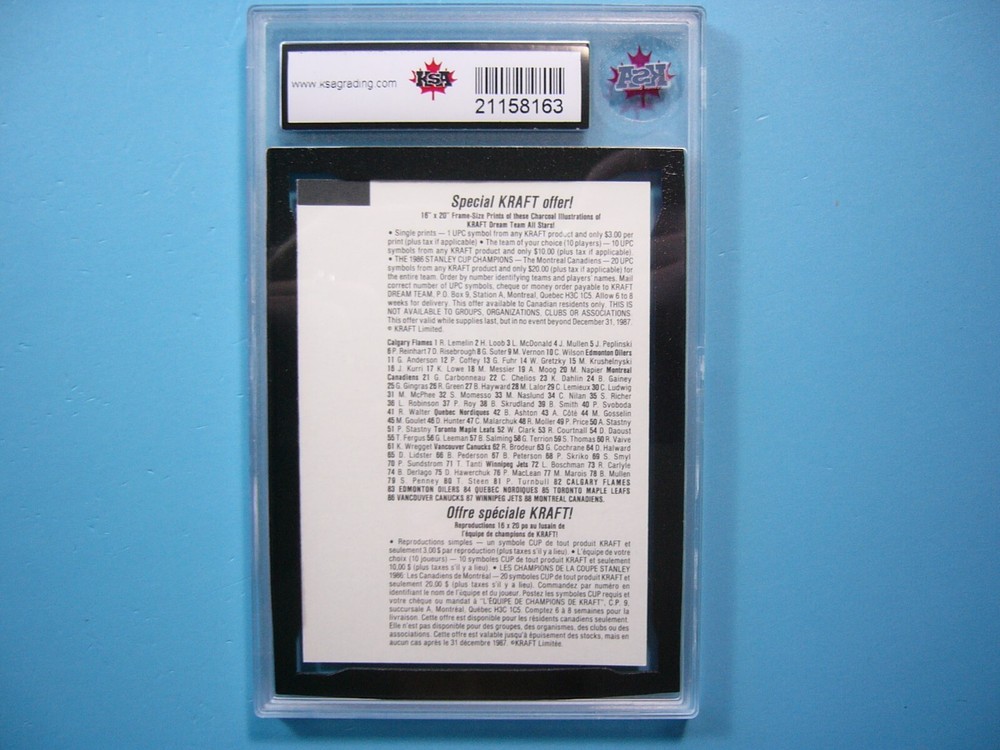 www.ksagrading.com
KSA
21158163
KSA
Special KRAFT offer!
16" x 20" Frame-Size Prints of these Charcoal Illustrations of
KRAFT Dream Team All Stars!
• Single prints — 1 UPC symbol from any KRAFT product and only $3.00 per
print (plus tax if applicable) • The team of your choice (10 players) — 10 UPC
symbols from any KRAFT product and only $10.00 (plus tax if applicable)
• THE 1986 STANLEY CUP CHAMPIONS — The Montreal Canadiens — 20 UPC
symbols from any KRAFT product and only $20.00 (plus tax if applicable) for
the entire team. Order by number identifying teams and players' names. Mail
correct number of UPC symbols, cheque or money order payable to KRAFT
DREAM TEAM, P.O. Box 9, Station A, Montreal, Quebec H3C 1C5. Allow 6 to 8
weeks for delivery. This offer available to Canadian residents only. THIS IS
NOT AVAILABLE TO GROUPS, ORGANIZATIONS, CLUBS OR ASSOCIATIONS.
This offer valid while supplies last, but in no event beyond December 31, 1987.
® KRAFT Limited.
Calgary Flames 1 R. Lemelin 2 H. Loob 3 L. McDonald 4 J. Mullen 5 J. Peplinski
6 P. Reinhart 7 D. Risebrough 8 G. Suter 9 M. Vernon 10 C. Wilson Edmonton Oilers
11 G. Anderson 12 P. Coffey 13 G. Fuhr 14 W. Gretzky 15 M. Krushelnyski
16 J. Kurri 17 K. Lowe 18 M. Messier 19 A. Moog 20 M. Napier Montreal
Canadiens 21 G. Carbonneau 22 C. Chelios 23 K. Dahlin 24 B. Gainey
25 G. Gingras 26 R. Green 27 B. Hayward 28 M. Lalor 29 C. Lemieux 30 C. Ludwig
31 M. McPhee 32 S. Momesso 33 M. Naslund 34 C. Nilan 35 S. Richer
36 L. Robinson 37 P. Roy 38 B. Skrudland 39 B. Smith 40 P. Svoboda
41 R. Walter Quebec Nordiques 42 B. Ashton 43 A. Côté 44 M. Gosselin
45 M. Goulet 46 D. Hunter 47 C. Malarchuk 48 R. Moller 49 P. Price 50 A. Stastny
51 P. Stastny Toronto Maple Leafs 52 W. Clark 53 R. Courtnall 54 D. Daoust
55 T. Fergus 56 G. Leeman 57 B. Salming 58 G. Terrion 59 S. Thomas 60 R. Vaive
61 K. Wregget Vancouver Canucks 62 R. Brodeur 63 G. Cochrane 64 D. Halward
65 D. Lidster 66 B. Pederson 67 B. Peterson 68 P. Skriko 69 S. Smyl
70 P. Sundstrom 71 T. Tanti Winnipeg Jets 72 L. Boschman 73 R. Carlyle
74 B. Derlago 75 D. Hawerchuk 76 P. MacLean 77 M. Marois 78 B. Mullen
79 S. Penney 80 T. Steen 81 P. Turnbull 82 CALGARY FLAMES
83 EDMONTON OILERS 84 QUEBEC NORDIQUES 85 TORONTO MAPLE LEAFS
86 VANCOUVER CANUCKS 87 WINNIPEG JETS 88 MONTREAL CANADIENS.
Offre spéciale KRAFT!
Reproductions 16 x 20 po au fusain de
l'équipe de champions de KRAFT!
• Reproductions simples — un symbole CUP de tout produit KRAFT et
seulement 3,00 $ par reproduction (plus taxes s'il y a lieu). • L'équipe de votre
choix (10 joueurs) — 10 symboles CUP de tout produit KRAFT et seulement
10,00 $ (plus taxes s'il y a lieu). • LES CHAMPIONS DE LA COUPE STANLEY
1986: Les Canadiens de Montréal — 20 symboles CUP de tout produit KRAFT et
seulement 20,00 $ (plus taxes s'il y a lieu). Commandez par numéro en
identifiant le nom de l'équipe et du joueur. Postez les symboles CUP requis et
votre chèque ou mandat à "L'ÉQUIPE DE CHAMPIONS DE KRAFT", C.P. 9,
succursale A, Montréal, Québec H3C 1C5. Comptez 6 à 8 semaines pour la
livraison. Cette offre est disponible pour les résidents canadiens seulement.
Elle n'est pas disponible pour des groupes, des organismes, des clubs ou des
associations. Cette offre est valable jusqu'à épuisement des stocks, mais en
aucun cas après le 31 décembre 1987. ®KRAFT Limitée.